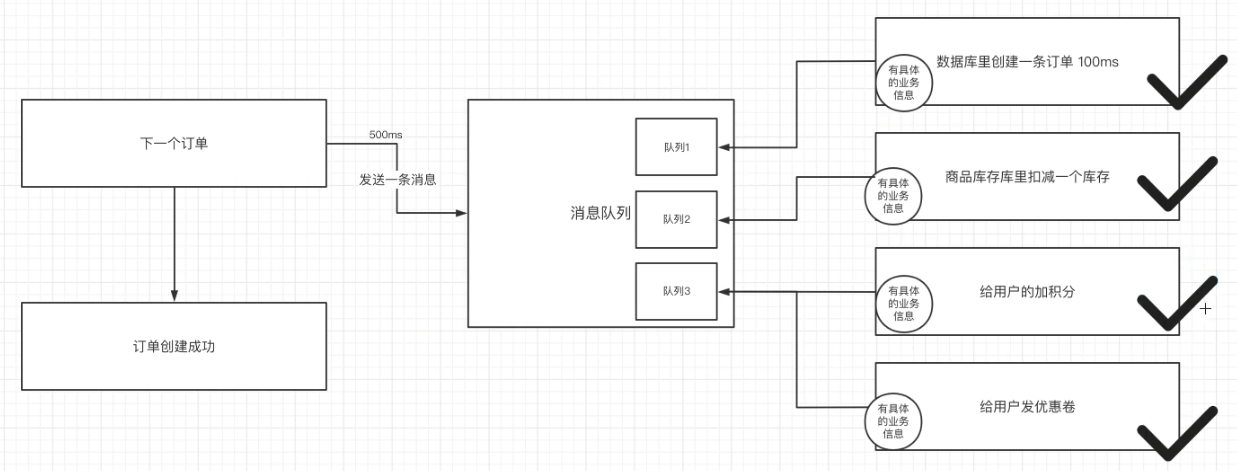 下一个订单
500ms
发送一条消息
订单创建成功
消息队列
队列1
队列2
队列3
数据库里创建一条订单 100ms
有具体
的业务
信息
商品库存库里扣减一个库存
有具体
的业务
信息
给用户的加积分
有具体
的业务
信息
给用户发优惠卷
有具体
的业务
信息